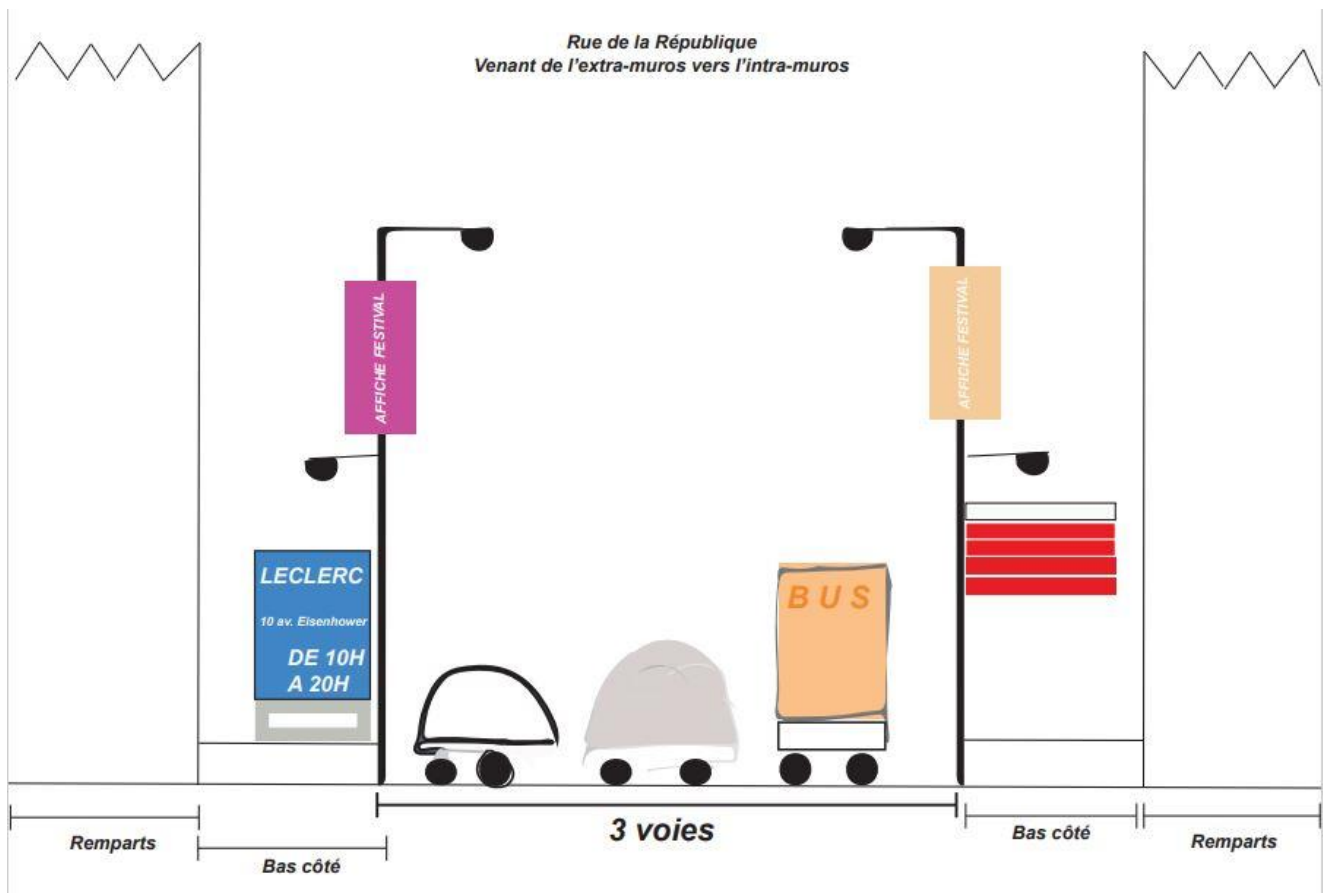 Rue de la République
Venant de l'extra-muros vers l'intra-muros
AFFICHE FESTIVAL
AFFICHE FESTIVAL
LECLERC
10 av. Eisenhower
DE 10H
A 20H
BUS
3 voies
Remparts
Bas côté
Bas côté
Remparts